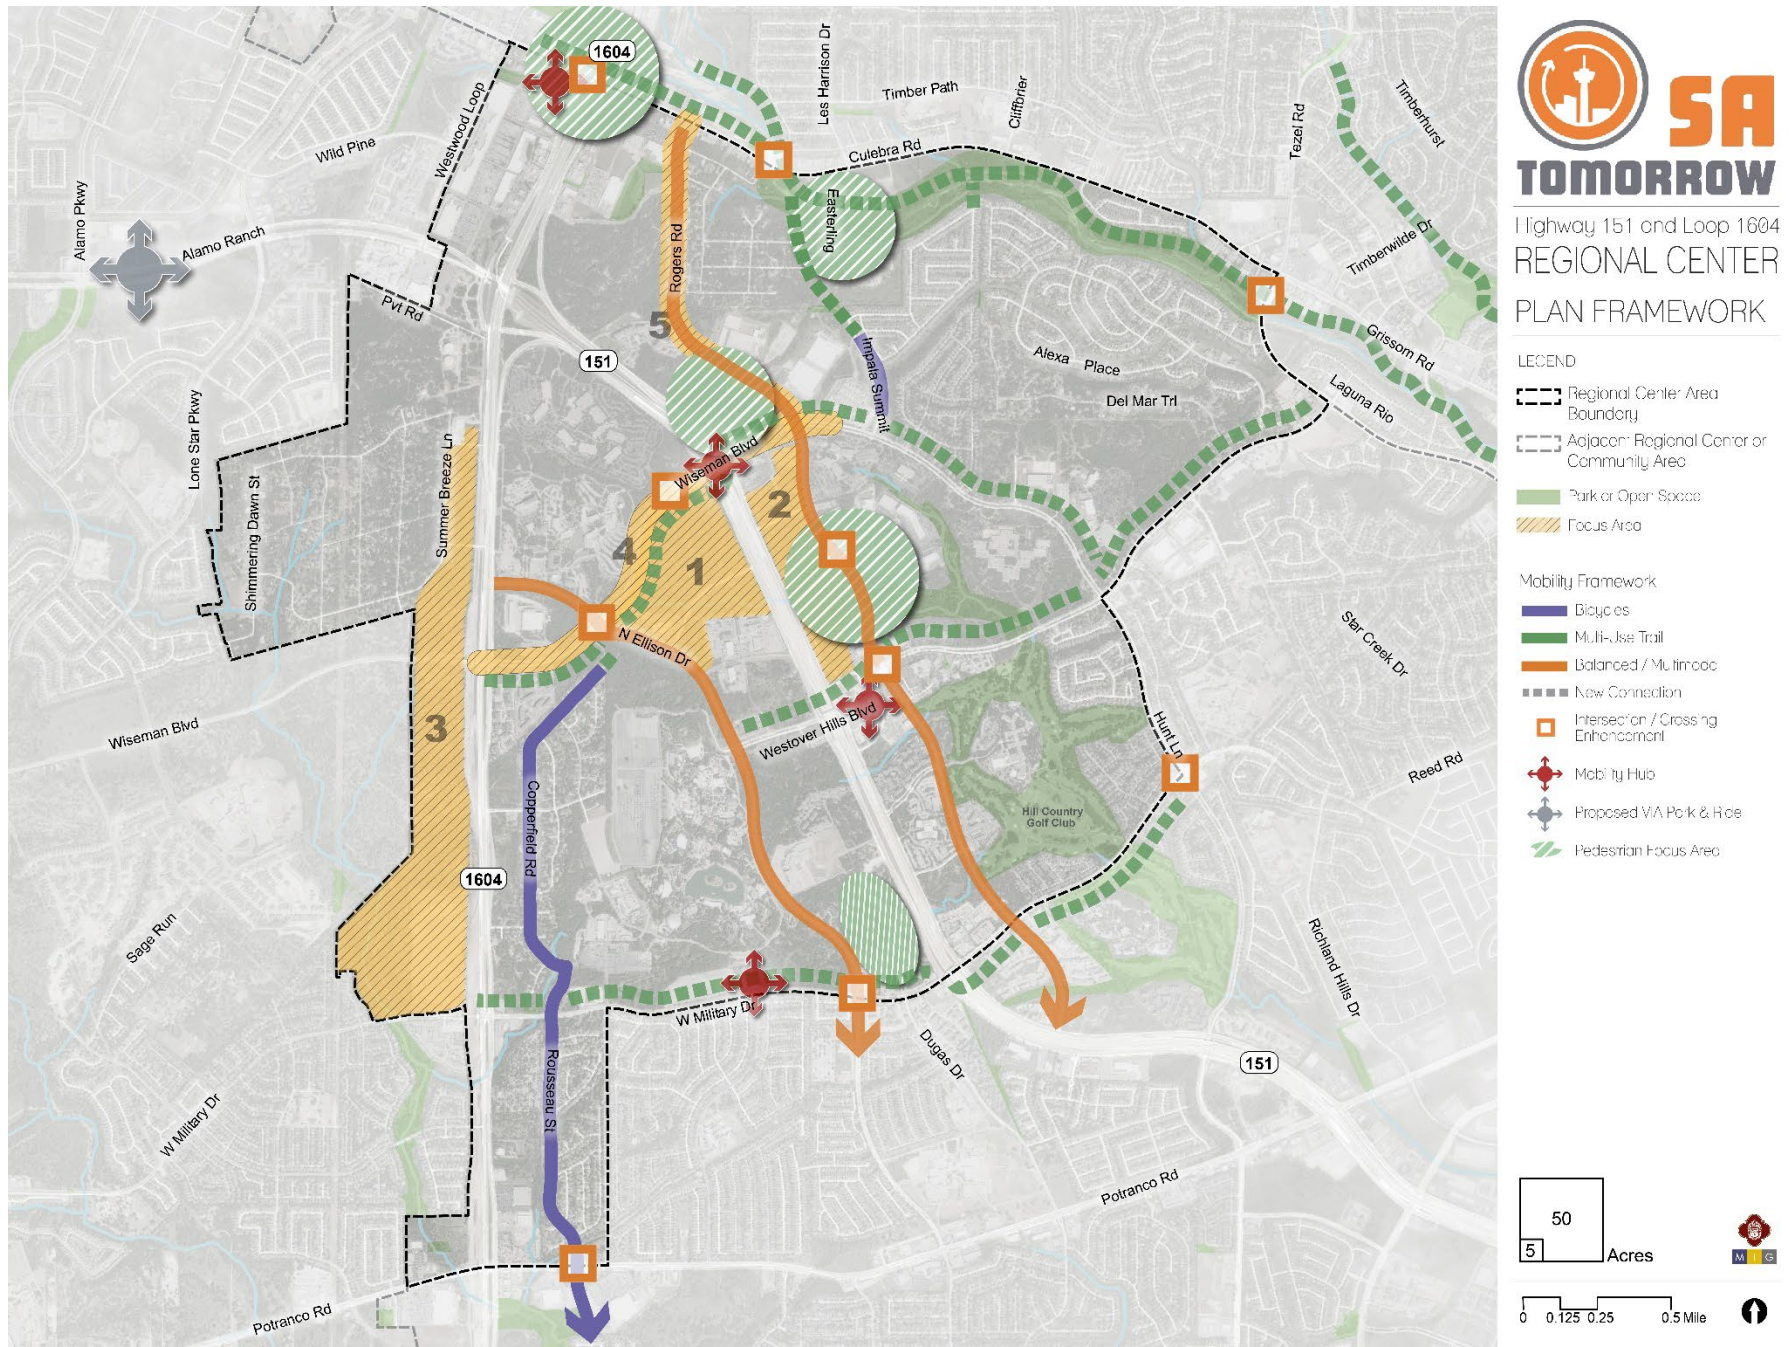 1604
Les Harrison Dr
Timber Path
Cliffbrier
Tezel Rd
Timberhurst
Westwood Loop
Wild Pine
Culebra Rd
Alamo Pkwy
Alamo Ranch
Easterling
Timberwilde Dr
Rogers Rd
Pvt Rd
5
151
Impala Summit
Alexa Place
Del Mar Trl
Grissom Rd
Laguna Rio
Lone Star Pkwy
Summer Breeze Ln
Shimmering Dawn St
Wiseman Blvd
2
4
1
N Ellison Dr
Star Creek Dr
3
Wiseman Blvd
Westover Hills Blvd
Hunt Ln
Reed Rd
Copperfield Rd
Hill Country
Golf Club
1604
Sage Run
Richland Hills Dr
W Military Dr
Dugas Dr
151
Rousseau St
W Military Dr
Potranco Rd
Potranco Rd
SA
TOMORROW
Highway 151 and Loop 1604
REGIONAL CENTER
PLAN FRAMEWORK
LEGEND
Regional Center Area
Boundary
Adjacent Regional Center or
Community Area
Park or Open Space
Focus Area
Mobility Framework
Bicycles
Multi-Use Trail
Balanced / Multimodal
New Connection
Intersection / Crossing
Enhancement
Mobility Hub
Proposed VIA Park & Ride
Pedestrian Focus Area
50
5
Acres
M I G
0 0.125 0.25 0.5 Mile